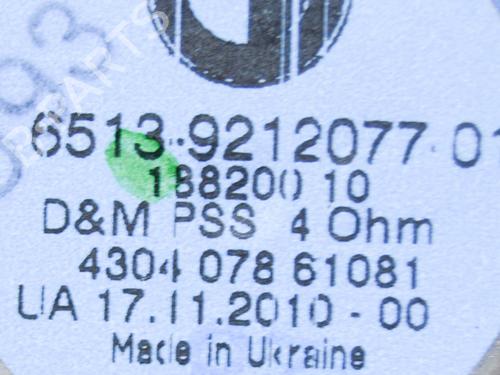 6513-9212077 01
188200 10
D&M PSS 4 Ohm
4304 078 61081
UA 17.11.2010 - 00
Made in Ukraine